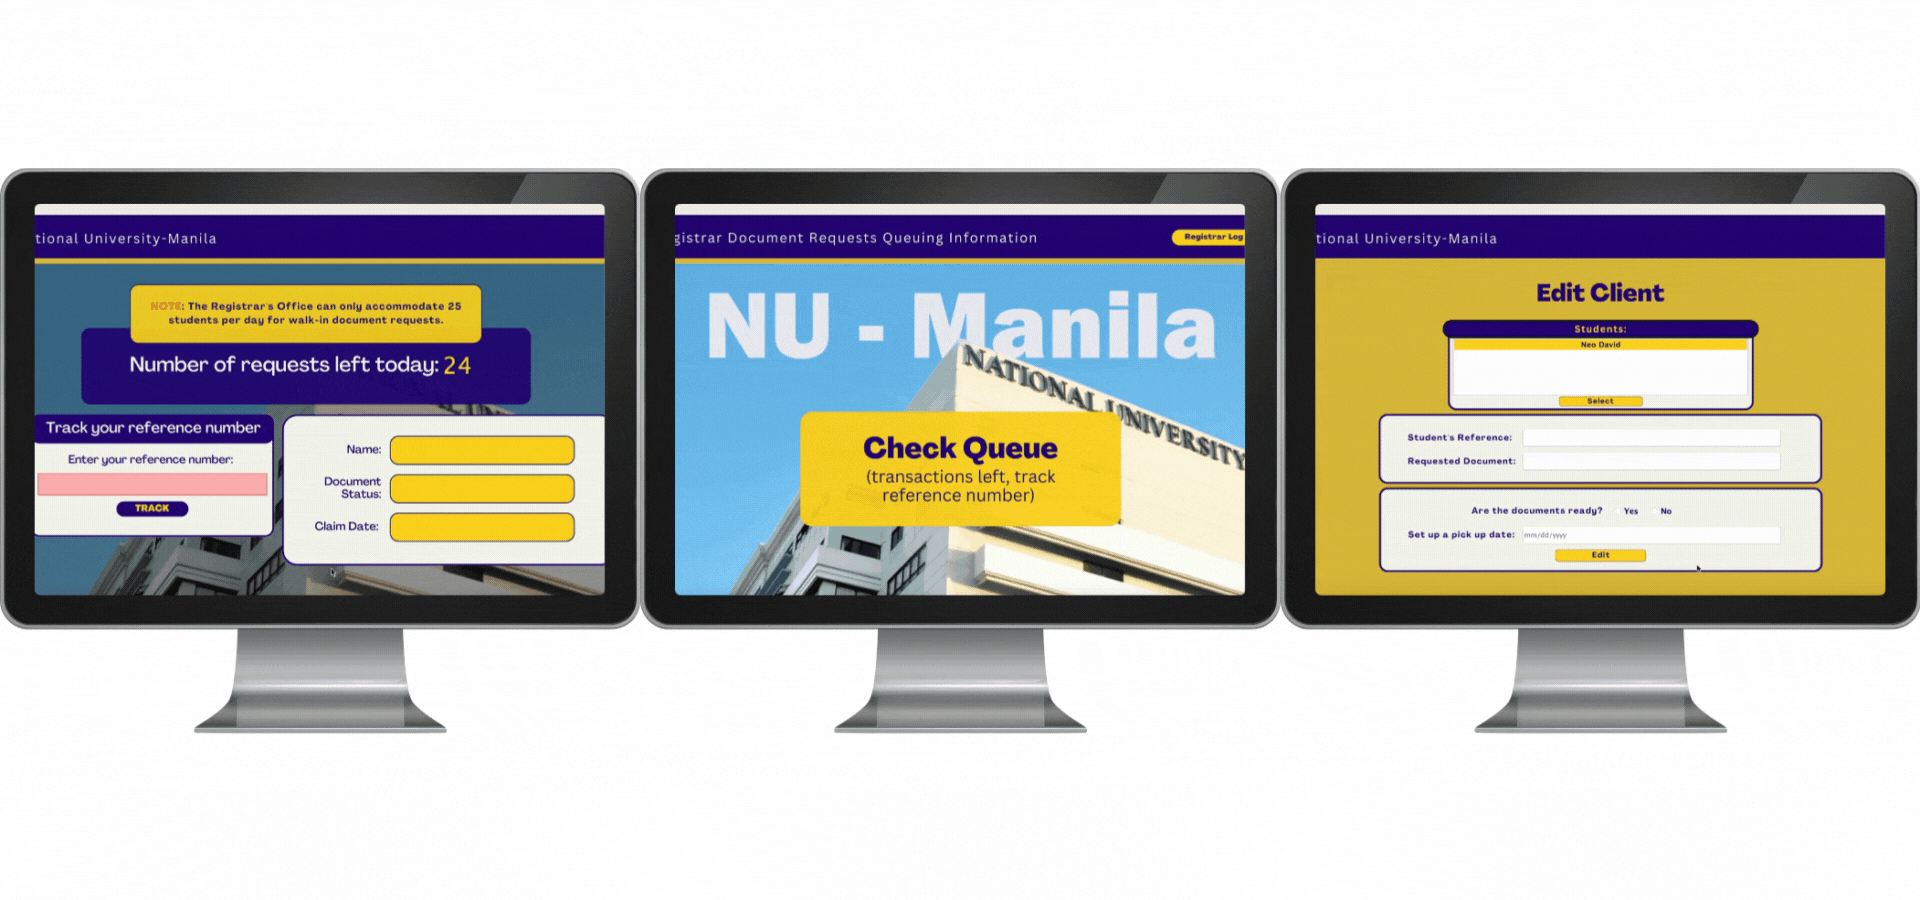 tional University-Manila
NOTE: The Registrar's Office can only accommodate 25
students per day for walk-in document requests.
Number of requests left today: 24
Track your reference number
Enter your reference number:
TRACK
Name:
Document
Status:
Claim Date:
gistrar Document Requests Queuing Information
Registrar Log
NU - Manila
NATIONAL UNIVERSITY
Check Queue
(transactions left, track
reference number)
tional University-Manila
Edit Client
Students:
Neo David
Select
Student's Reference:
Requested Document:
Are the documents ready? Yes No
Set up a pick up date: mm/dd/yyyy
Edit